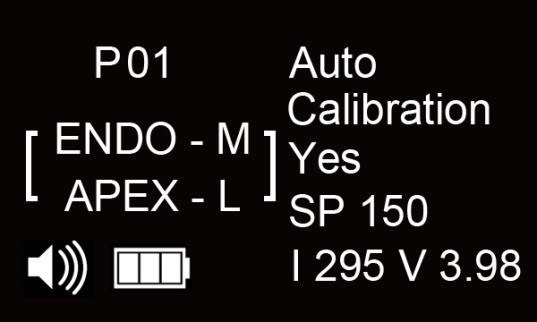 P01
[ ENDO - M
APEX - L ]
Auto
Calibration
Yes
SP 150
I 295 V 3.98